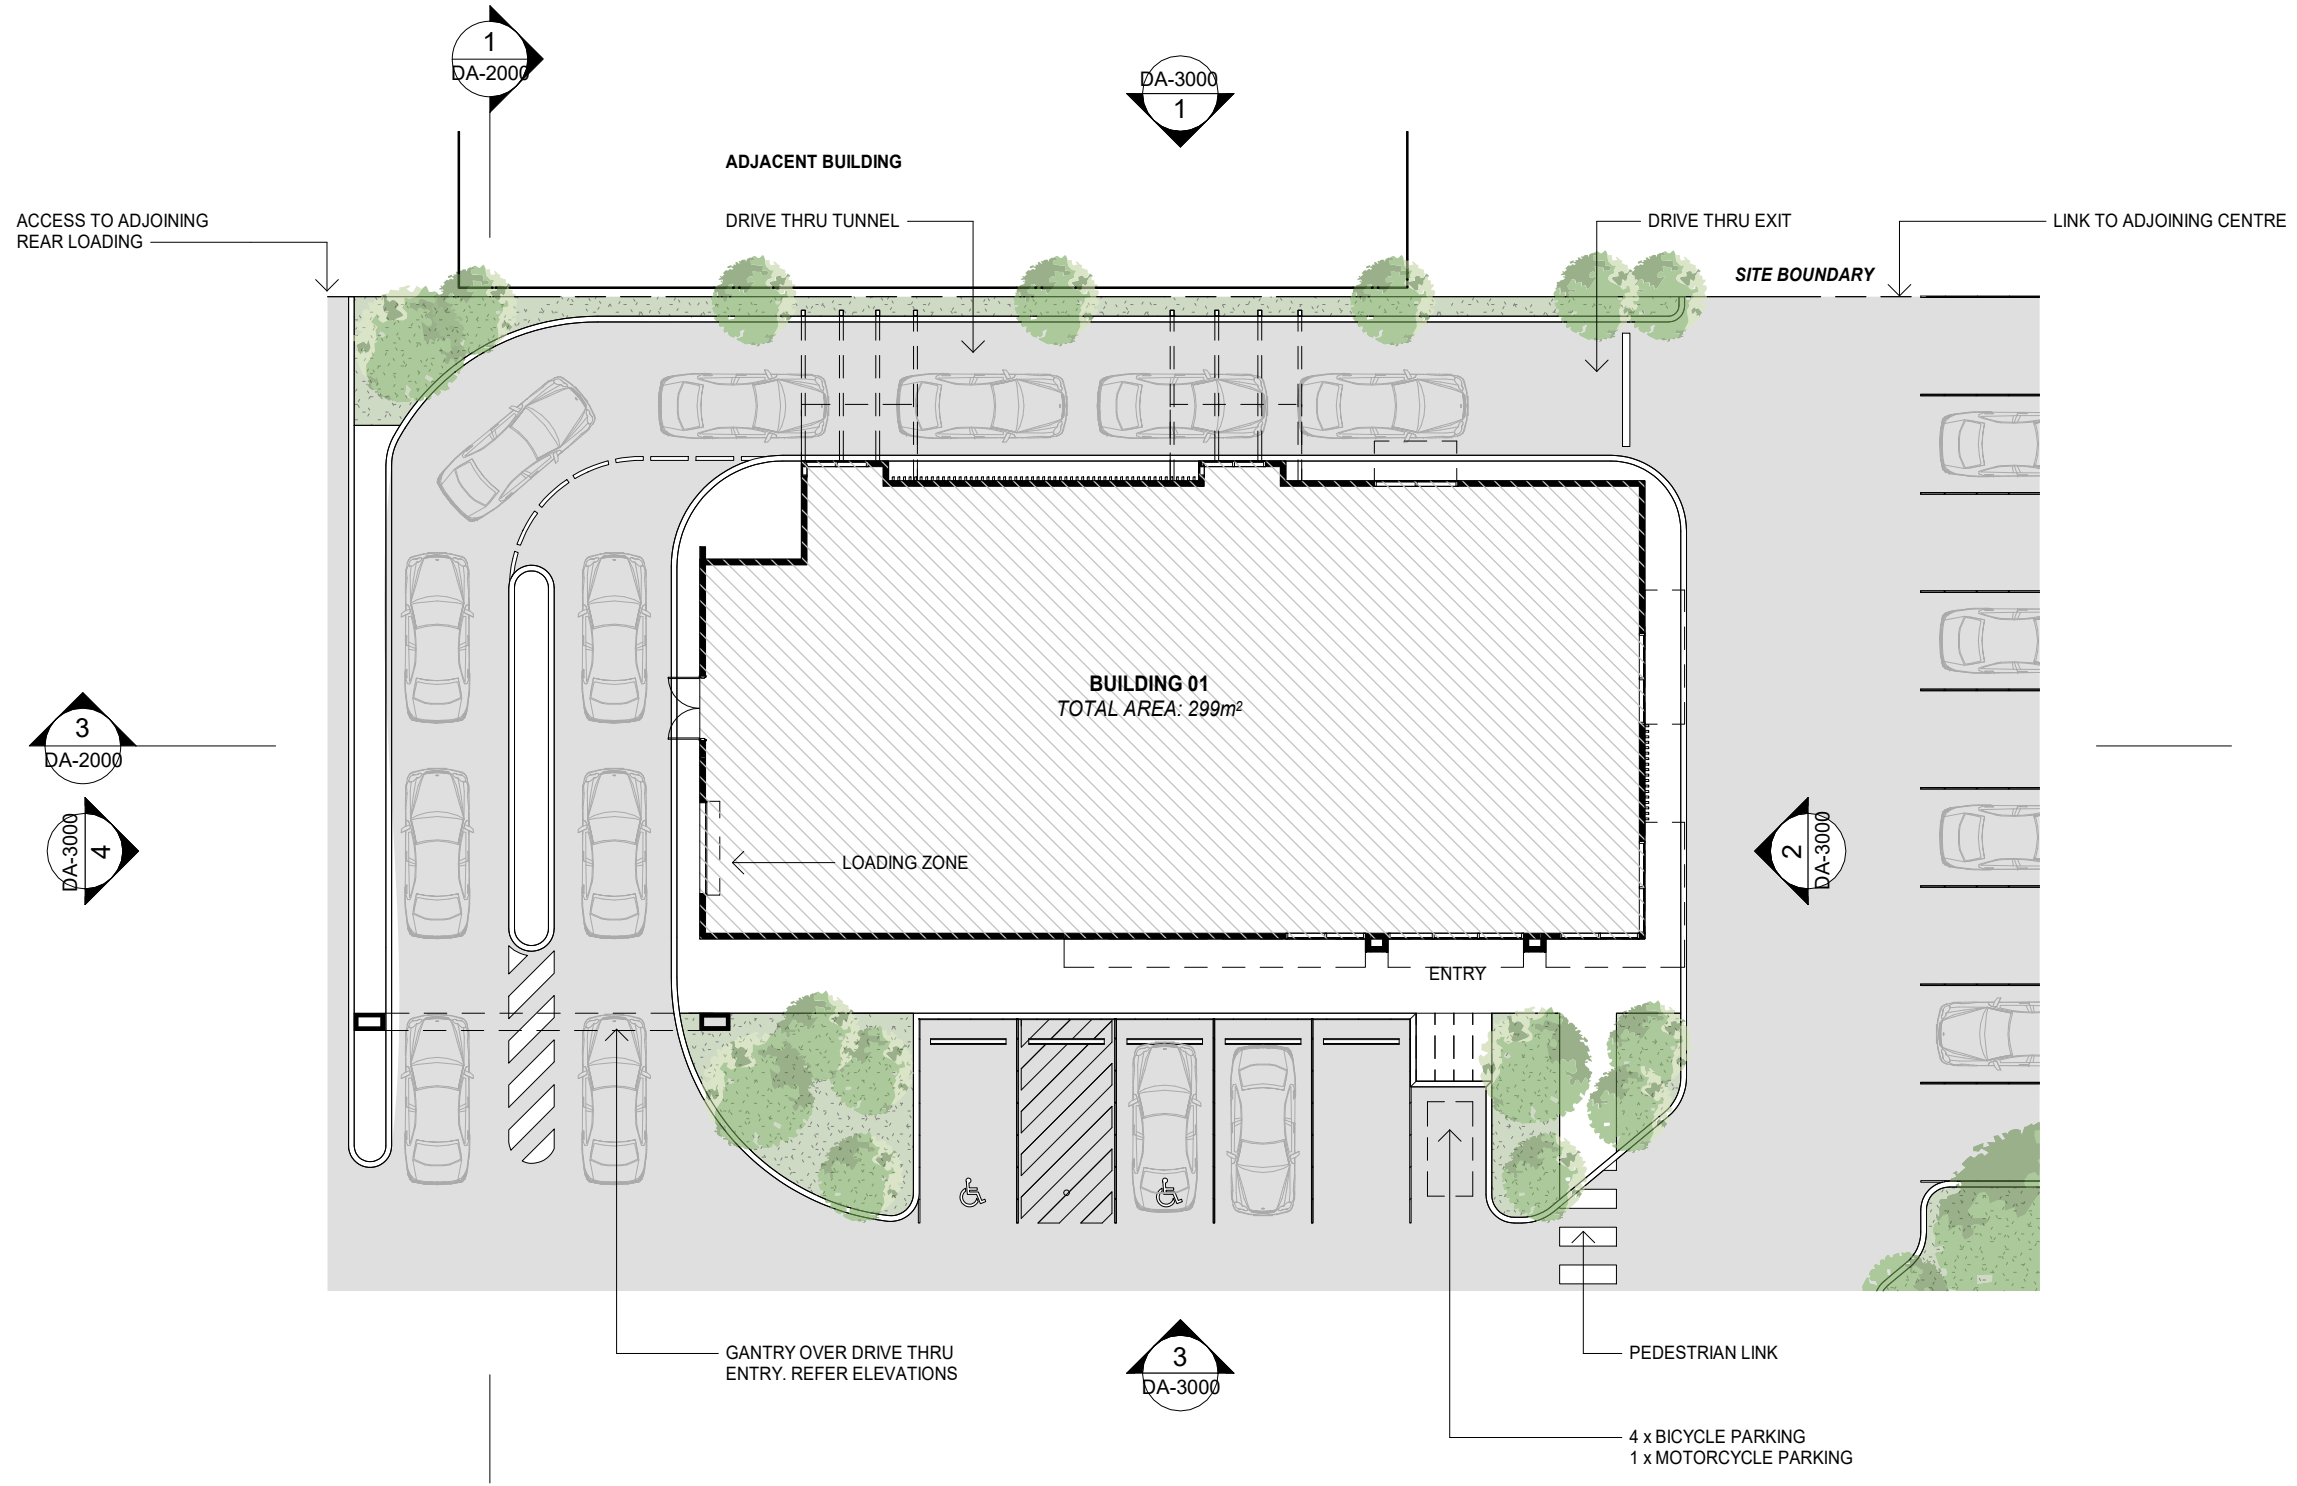 1
DA-2000
DA-3000
1
ADJACENT BUILDING
ACCESS TO ADJOINING
REAR LOADING
DRIVE THRU TUNNEL
DRIVE THRU EXIT
LINK TO ADJOINING CENTRE
SITE BOUNDARY
BUILDING 01
TOTAL AREA: 299m²
3
DA-2000
DA-3000
4
2
DA-3000
LOADING ZONE
ENTRY
GANTRY OVER DRIVE THRU
ENTRY. REFER ELEVATIONS
3
DA-3000
PEDESTRIAN LINK
4 x BICYCLE PARKING
1 x MOTORCYCLE PARKING